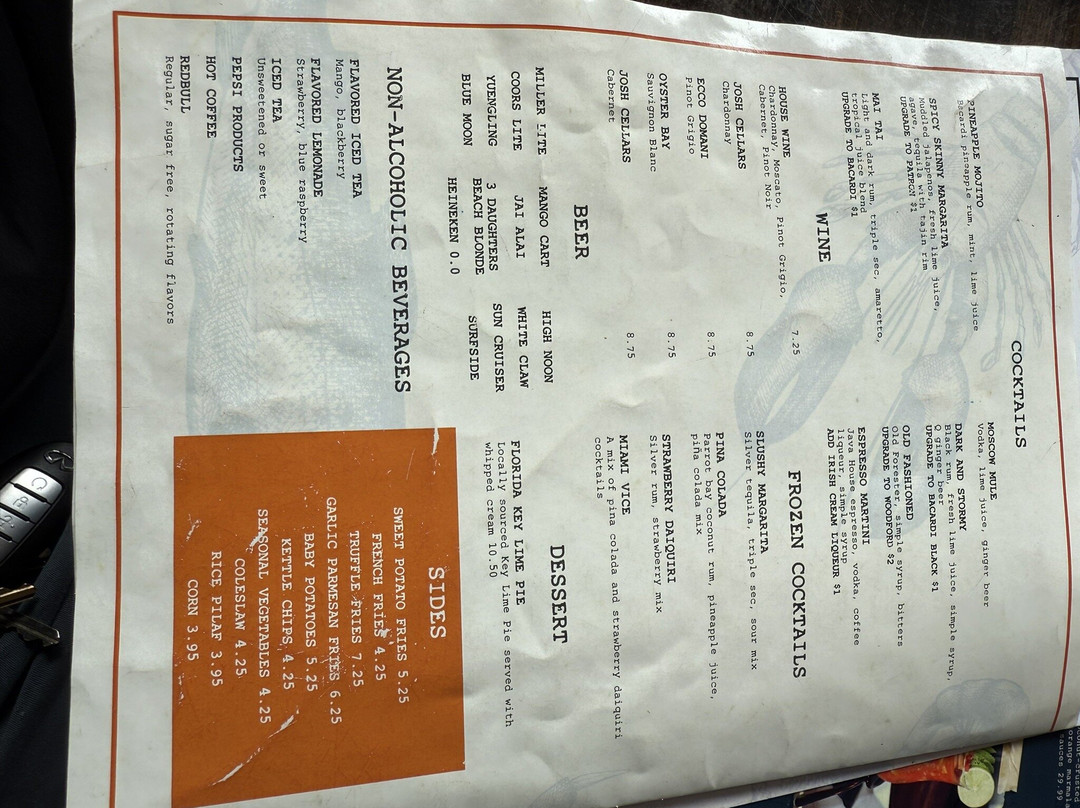 COCKTAILS
PINEAPPLE MOJITO
Bacardi pineapple rum, mint, lime juice
SPICY SKINNY MARGARITA
Muddled jalapenos, fresh lime juice,
agave, tequila with tajin rim
UPGRADE TO PATRON $1
MAI TAI
Light and dark rum, triple sec, amaretto,
tropical juice blend
UPGRADE TO BACARDI $1
MOSCOW MULE
Vodka, lime juice, ginger beer
DARK AND STORMY
Black rum, fresh lime juice, simple syrup,
ginger beer
UPGRADE TO BACARDI BLACK $1
OLD FASHIONED
Old Forester, simple syrup, bitters
UPGRADE TO WOODFORD $2
ESPRESSO MARTINI
Java House espresso, vodka, coffee
liqueur, simple syrup
ADD IRISH CREAM LIQUEUR $1
WINE
HOUSE WINE 7.25
Chardonnay, Moscato, Pinot Grigio,
Cabernet, Pinot Noir
JOSH CELLARS 8.75
Chardonnay
ECCO DOMANI 8.75
Pinot Grigio
OYSTER BAY 8.75
Sauvignon Blanc
JOSH CELLARS 8.75
Cabernet
FROZEN COCKTAILS
SLUSHY MARGARITA
Silver tequila, triple sec, sour mix
PINA COLADA
Parrot bay coconut rum, pineapple juice,
piña colada mix
STRAWBERRY DAIQUIRI
Silver rum, strawberry mix
MIAMI VICE
A mix of pina colada and strawberry daiquiri
cocktails
BEER
MILLER LITE MANGO CART HIGH NOON
COORS LITE JAI ALAI WHITE CLAW
YUENGLING 3 DAUGHTERS SUN CRUISER
BLUE MOON BEACH BLONDE SURFSIDE
HEINEKEN 0.0
DESSERT
FLORIDA KEY LIME PIE
Locally sourced Key Lime Pie served with
whipped cream 10.50
NON-ALCOHOLIC BEVERAGES
FLAVORED ICED TEA
Mango, blackberry
FLAVORED LEMONADE
Strawberry, blue raspberry
ICED TEA
Unsweetened or sweet
PEPSI PRODUCTS
HOT COFFEE
REDBULL
Regular, sugar free, rotating flavors
SIDES
SWEET POTATO FRIES 5.25
FRENCH FRIES 4.25
TRUFFLE FRIES 7.25
GARLIC PARMESAN FRIES 6.25
BABY POTATOES 5.25
KETTLE CHIPS 4.25
SEASONAL VEGETABLES 4.25
COLESLAW 4.25
RICE PILAF 3.95
CORN 3.95
orange
sauces 29.99